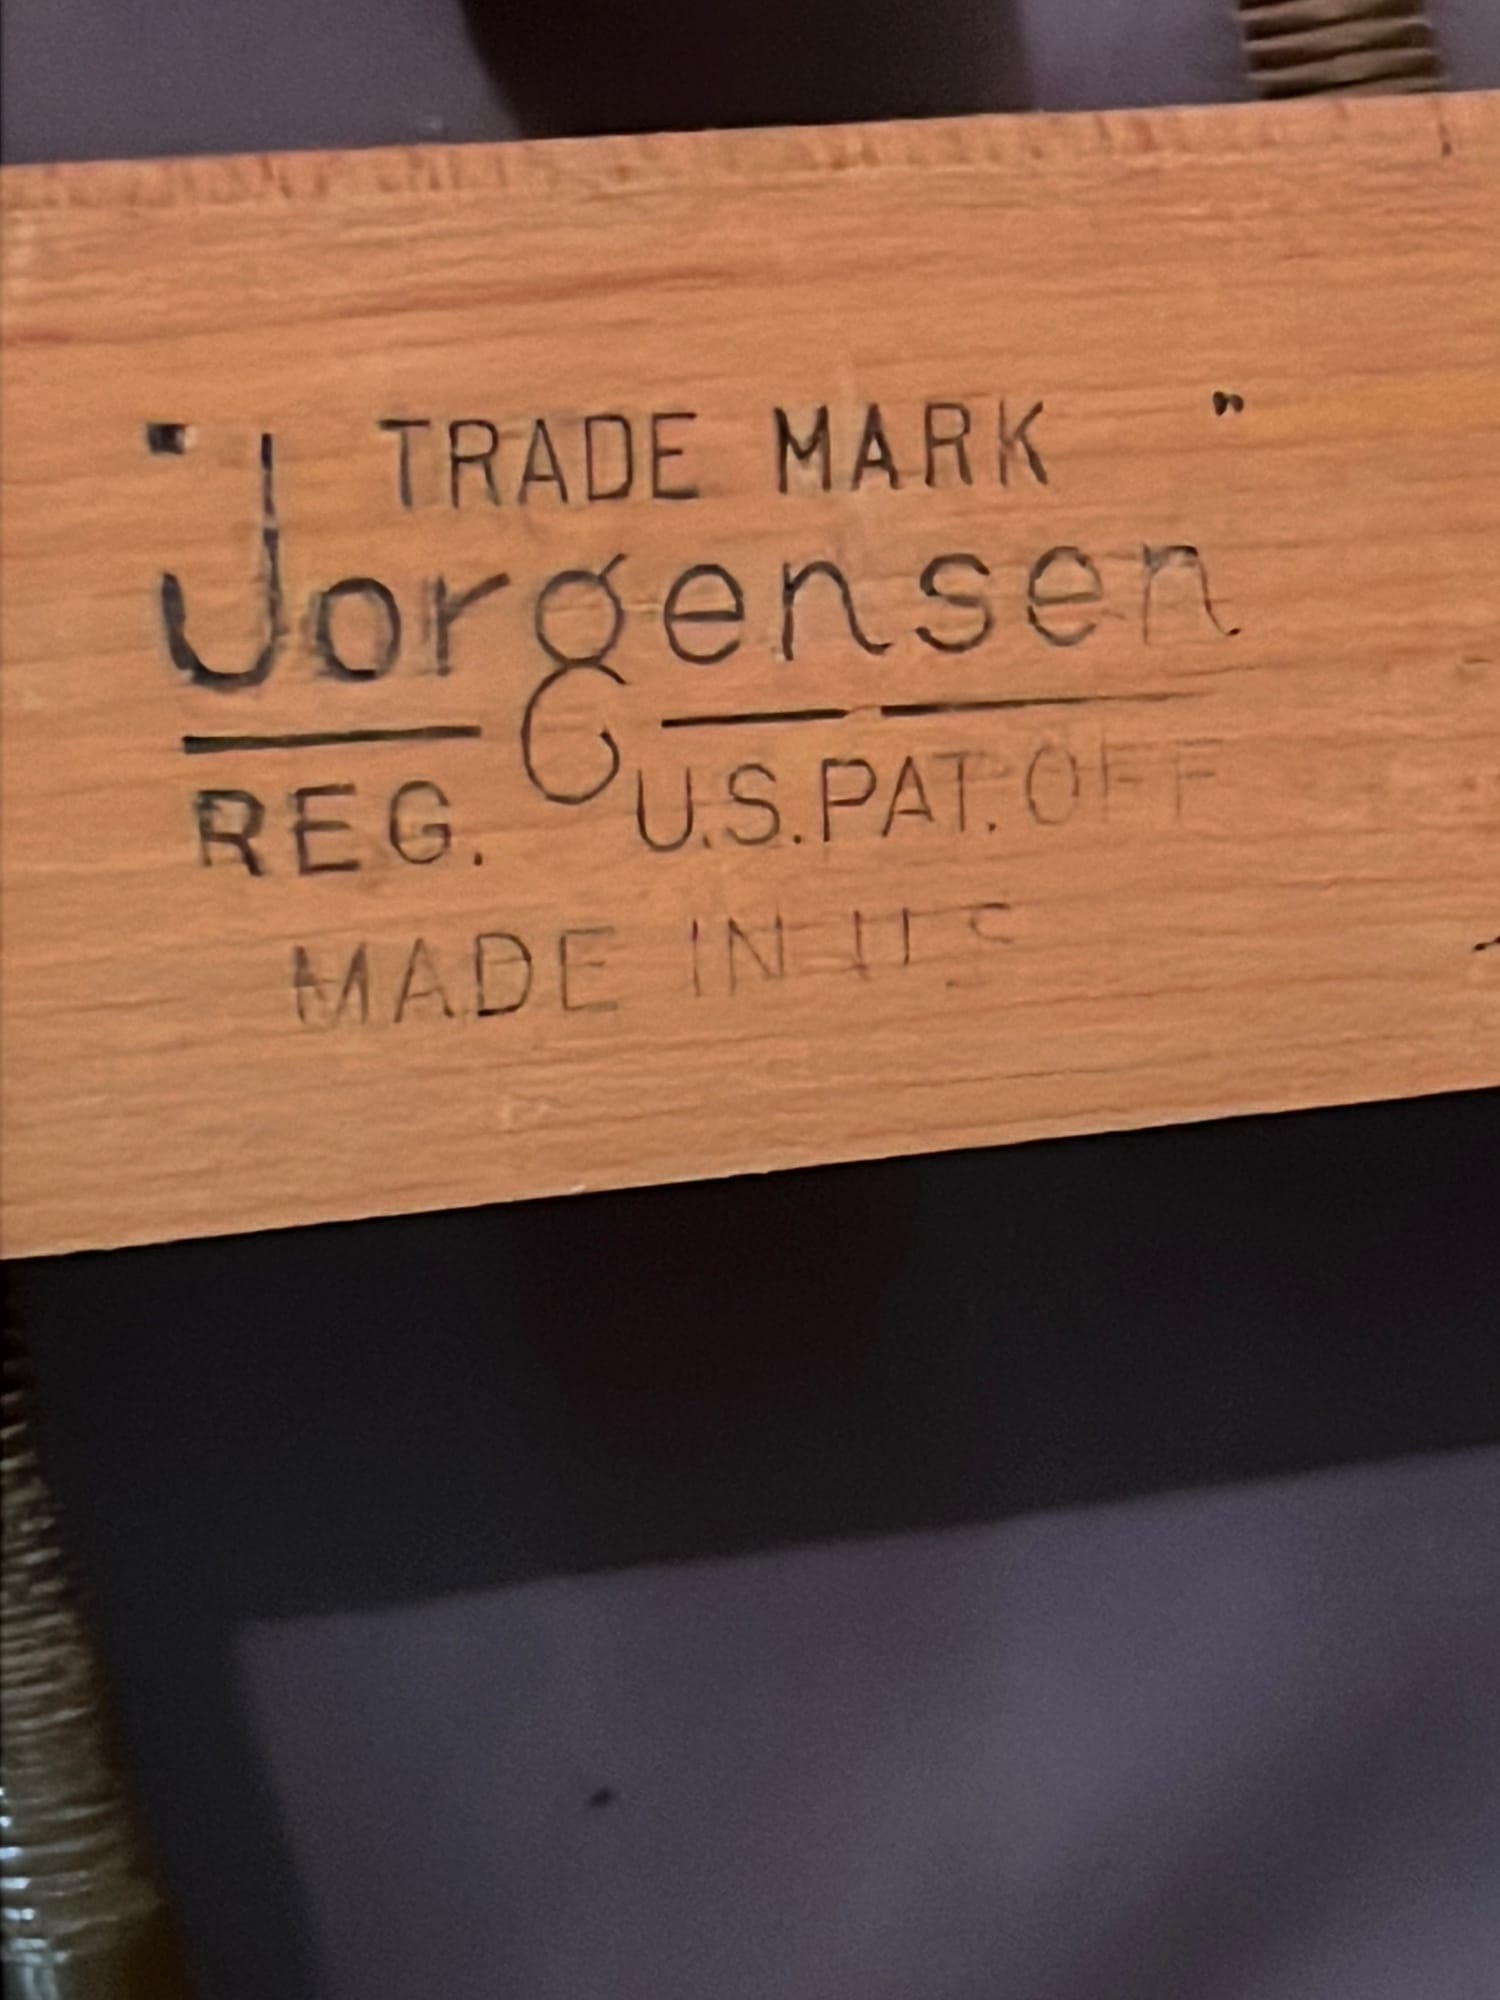 TRADE MARK
"Jorgensen"
REG. U.S. PAT. OFF
MADE IN U.S